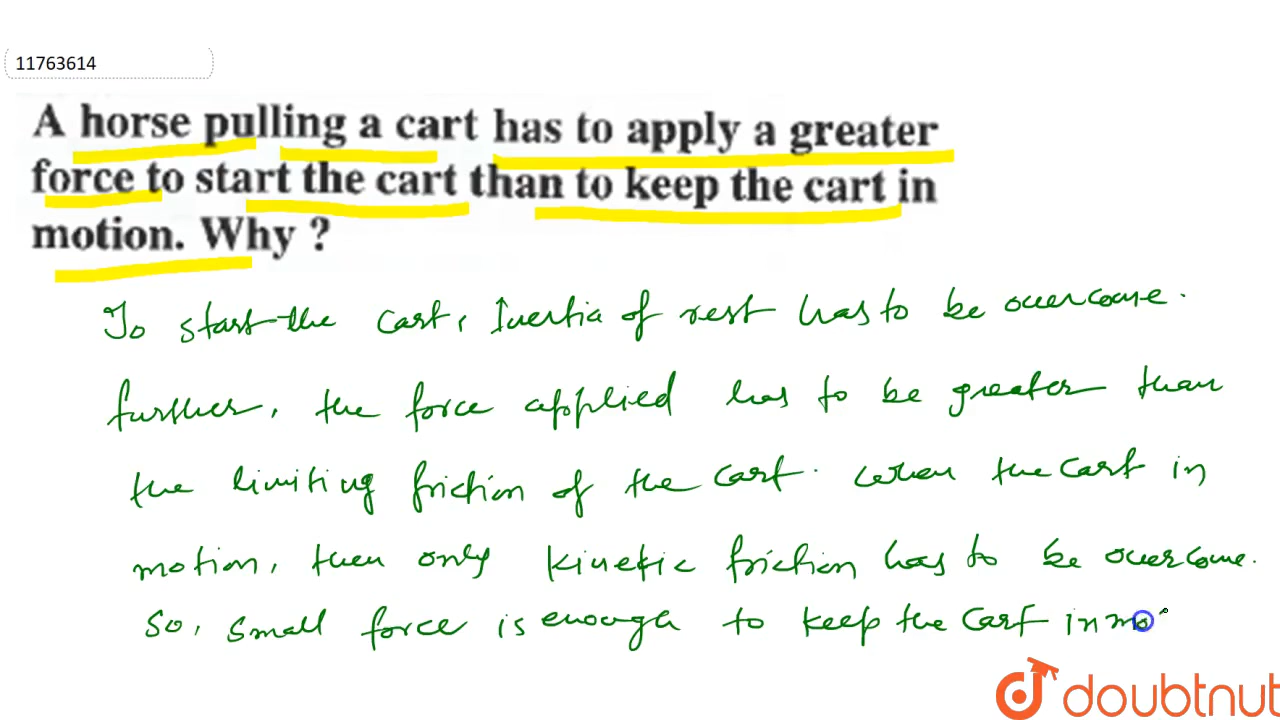 11763614
A horse pulling a cart has to apply a greater
force to start the cart than to keep the cart in
motion. Why ?
To start the cart, Inertia of rest has to be overcome.
further, the force applied has to be greater than
the limiting friction of the cart. when the cart in
motion, then only kinetic friction has to be overcome.
So, small force is enough to keep the cart in mo
doubtnut